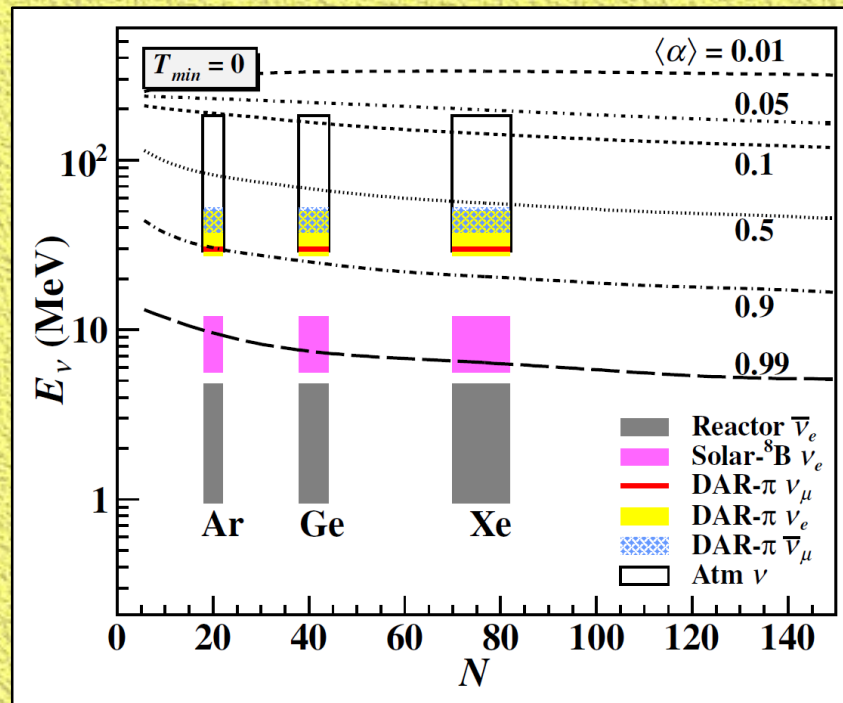 T_min = 0
⟨α⟩ = 0.01
0.05
0.1
0.5
0.9
0.99
10²
10
1
E_ν (MeV)
Ar Ge Xe
Reactor ν̅_e
Solar-⁸B ν_e
DAR-π ν_μ
DAR-π ν_e
DAR-π ν̅_μ
Atm ν
0 20 40 60 80 100 120 140
N